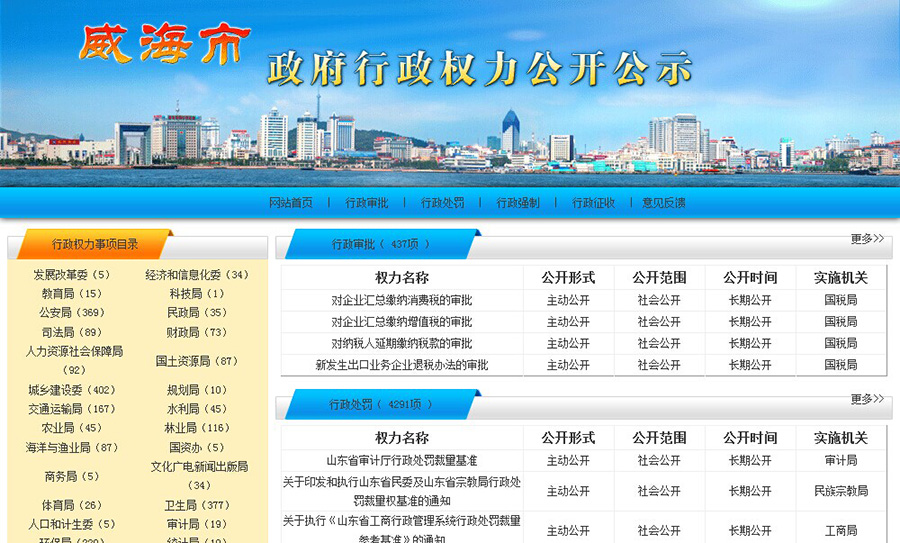 威海市
政府行政权力公开公示
网站首页 | 行政审批 | 行政处罚 | 行政强制 | 行政征收 | 意见反馈
行政权力事项目录
发展改革委（5） 经济和信息化委（34）
教育局（15） 科技局（1）
公安局（369） 民政局（35）
司法局（89） 财政局（73）
人力资源社会保障局
（92） 国土资源局（87）
城乡建设委（402） 规划局（10）
交通运输局（167） 水利局（45）
农业局（45） 林业局（116）
海洋与渔业局（87） 国资办（5）
商务局（5） 文化广电新闻出版局
（34）
体育局（26） 卫生局（377）
人口和计生委（5） 审计局（19）
行政审批（ 437项 ） 更多>>
权力名称 公开形式 公开范围 公开时间 实施机关
对企业汇总缴纳消费税的审批 主动公开 社会公开 长期公开 国税局
对企业汇总缴纳增值税的审批 主动公开 社会公开 长期公开 国税局
对纳税人延期缴纳税款的审批 主动公开 社会公开 长期公开 国税局
新发生出口业务企业退税办法的审批 主动公开 社会公开 长期公开 国税局
行政处罚（ 4291项 ） 更多>>
权力名称 公开形式 公开范围 公开时间 实施机关
山东省审计厅行政处罚裁量基准 主动公开 社会公开 长期公开 审计局
关于印发和执行山东省民委及山东省宗教局行政处
罚裁量权基准的通知 主动公开 社会公开 长期公开 民族宗教局
关于执行《山东省工商行政管理系统行政处罚裁量
参考基准》的通知 主动公开 社会公开 长期公开 工商局